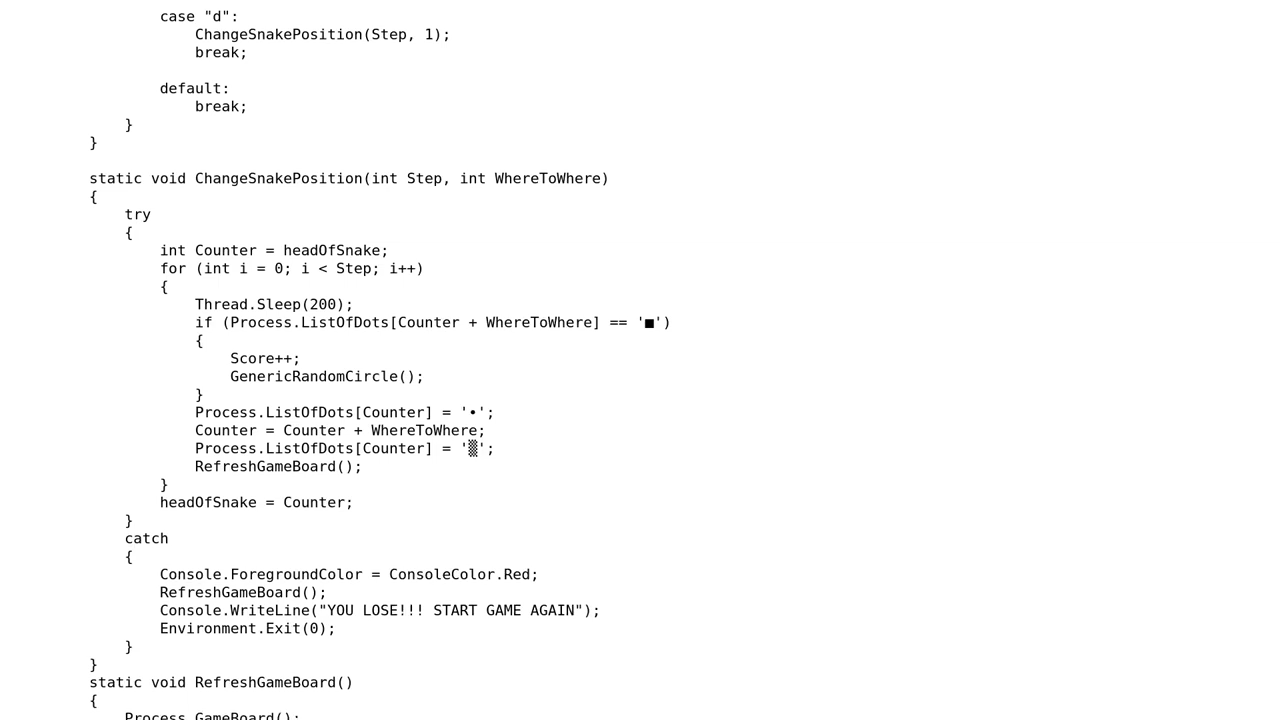 case "d":
ChangeSnakePosition(Step, 1);
break;
default:
break;
}
}
static void ChangeSnakePosition(int Step, int WhereToWhere)
{
try
{
int Counter = headOfSnake;
for (int i = 0; i < Step; i++)
{
Thread.Sleep(200);
if (Process.ListOfDots[Counter + WhereToWhere] == '■')
{
Score++;
GenericRandomCircle();
}
Process.ListOfDots[Counter] = '•';
Counter = Counter + WhereToWhere;
Process.ListOfDots[Counter] = '▒';
RefreshGameBoard();
}
headOfSnake = Counter;
}
catch
{
Console.ForegroundColor = ConsoleColor.Red;
RefreshGameBoard();
Console.WriteLine("YOU LOSE!!! START GAME AGAIN");
Environment.Exit(0);
}
}
static void RefreshGameBoard()
{
Process.GameBoard();